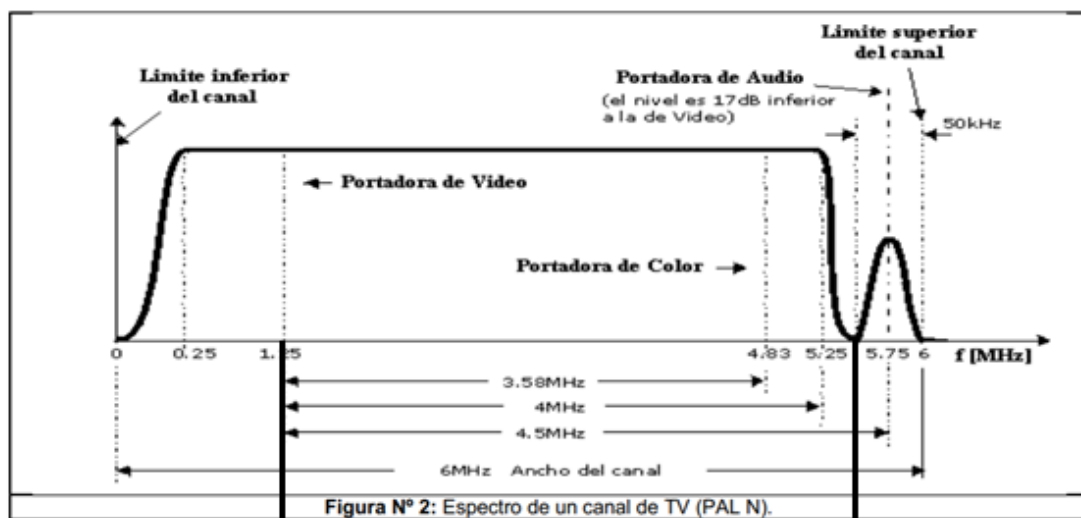 Limite superior
del canal
Limite inferior
del canal
Portadora de Audio
(el nivel es 17dB inferior
a la de Video)
50kHz
Portadora de Video
Portadora de Color
0 0.25 1.25 4.83 5.25 5.75 6 f [MHz]
3.58MHz
4MHz
4.5MHz
6MHz Ancho del canal
Figura Nº 2: Espectro de un canal de TV (PAL N).